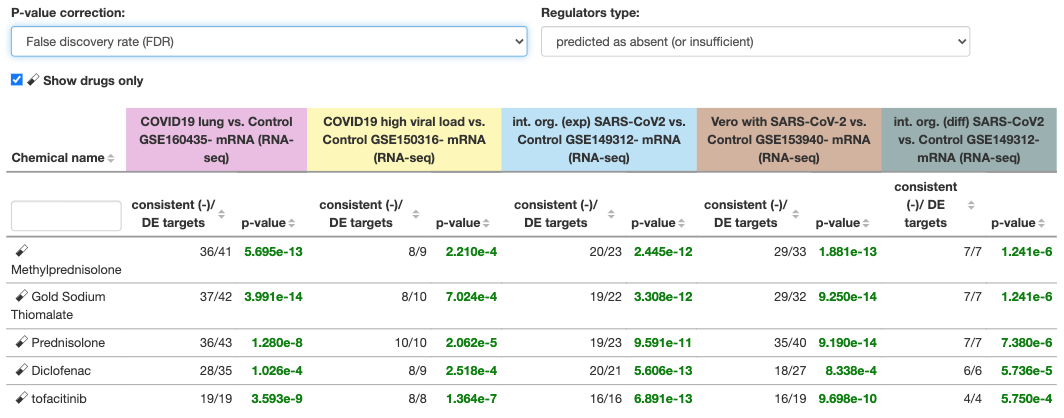 P-value correction: Regulators type:
False discovery rate (FDR) predicted as absent (or insufficient)
Show drugs only
COVID19 lung vs. Control COVID19 high viral load vs. int. org. (exp) SARS-CoV2 vs. Vero with SARS-CoV-2 vs. int. org. (diff) SARS-COV2
GSE160435- mRNA (RNA- Control GSE150316- mRNA Control GSE149312- mRNA Control GSE153940- mRNA vs. Control GSE149312-
Chemical name seq) (RNA-seq) (RNA-seq) (RNA-seq) mRNA (RNA-seq)
consistent (-)/ consistent (-)/ consistent (-)/ consistent (-)/ consistent
DE targets p-value DE targets p-value DE targets p-value DE targets p-value (-)/ DE
targets p-value
Methylprednisolone 36/41 5.695e-13 8/9 2.210e-4 20/23 2.445e-12 29/33 1.881e-13 7/7 1.241e-6
Gold Sodium 37/42 3.991e-14 8/10 7.024e-4 19/22 3.308e-12 29/32 9.250e-14 7/7 1.241e-6
Thiomalate
Prednisolone 36/43 1.280e-8 10/10 2.062e-5 19/23 9.591e-11 35/40 9.190e-14 7/7 7.380e-6
Diclofenac 28/35 1.026e-4 8/9 2.518e-4 20/21 5.606e-13 18/27 8.338e-4 6/6 5.736e-5
tofacitinib 19/19 3.593e-9 8/8 1.364e-7 16/16 6.891e-13 16/19 9.698e-10 4/4 5.750e-4